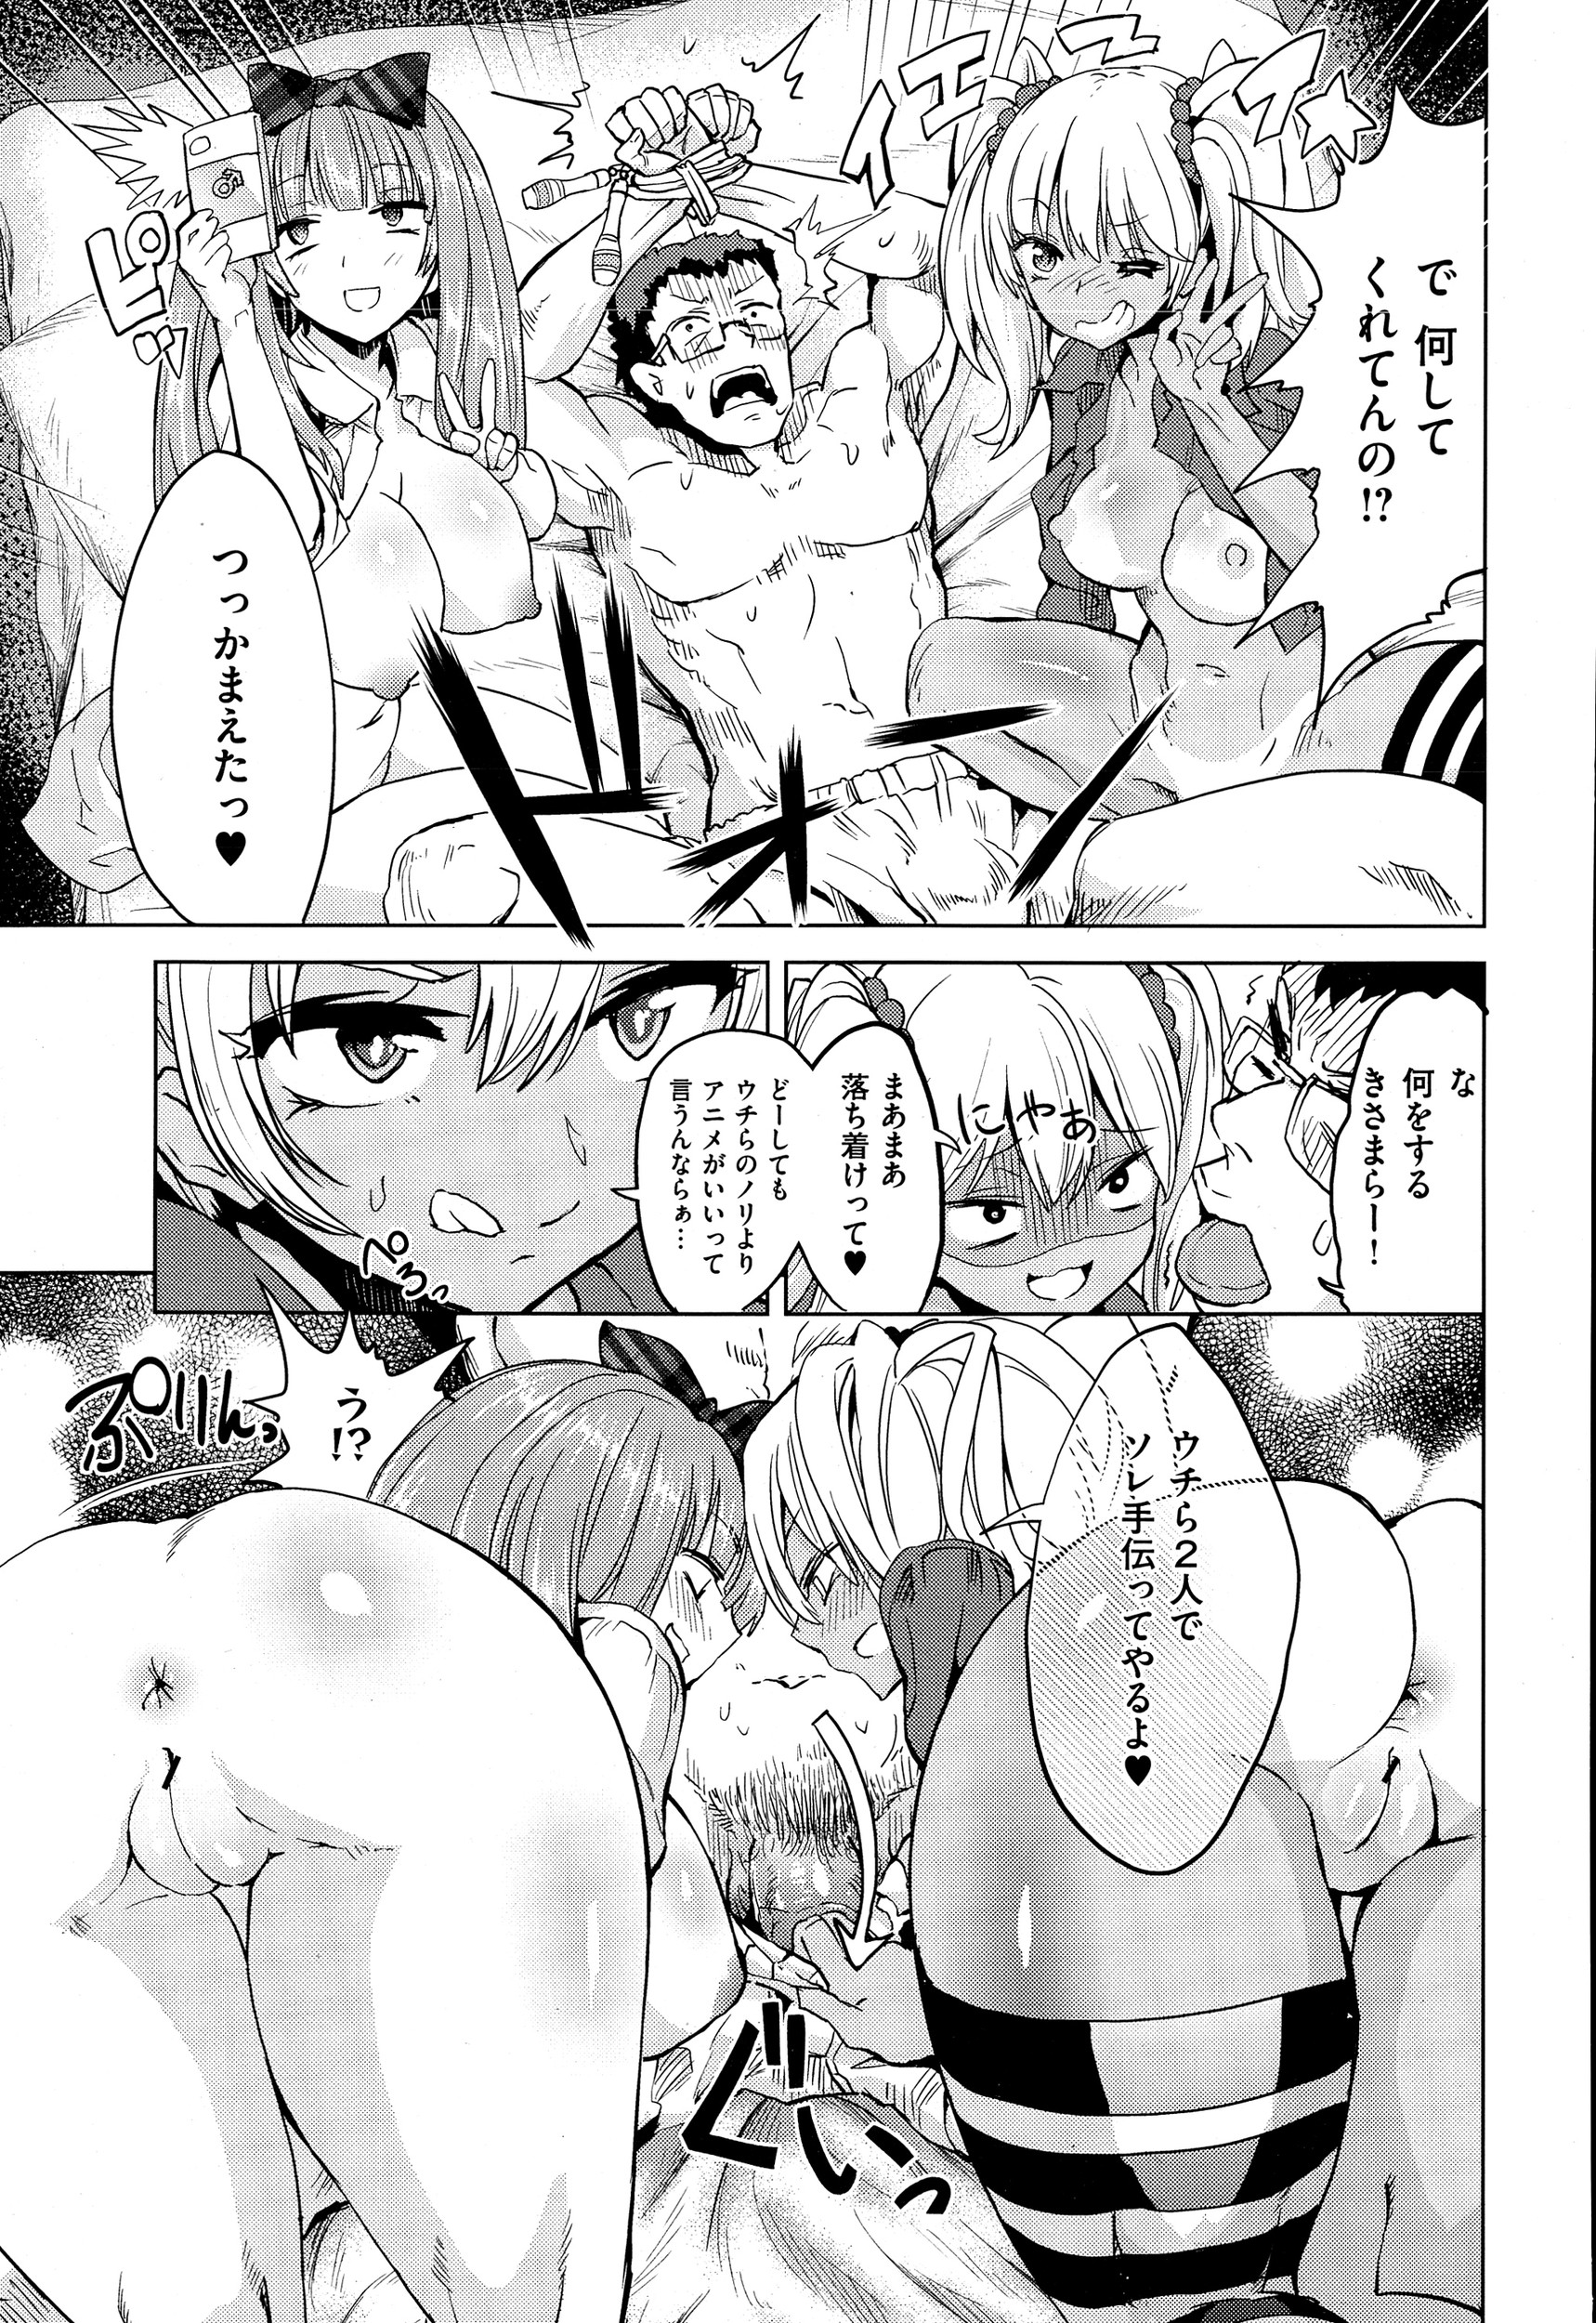 で 何して
くれてんの!?
イエーイ☆
ピピッ
つっかまえたっ♥
ドキッ
な
何をする
きさまらー!
にやぁ
まあまあ
落ち着けって♥
どーしても
ウチらのノリより
アニメがいいって
言うんならぁ…
ぺろっ
ウチら2人で
ソレ手伝ってやるよ♥
う!?
ぷりんっ
ぐいっ